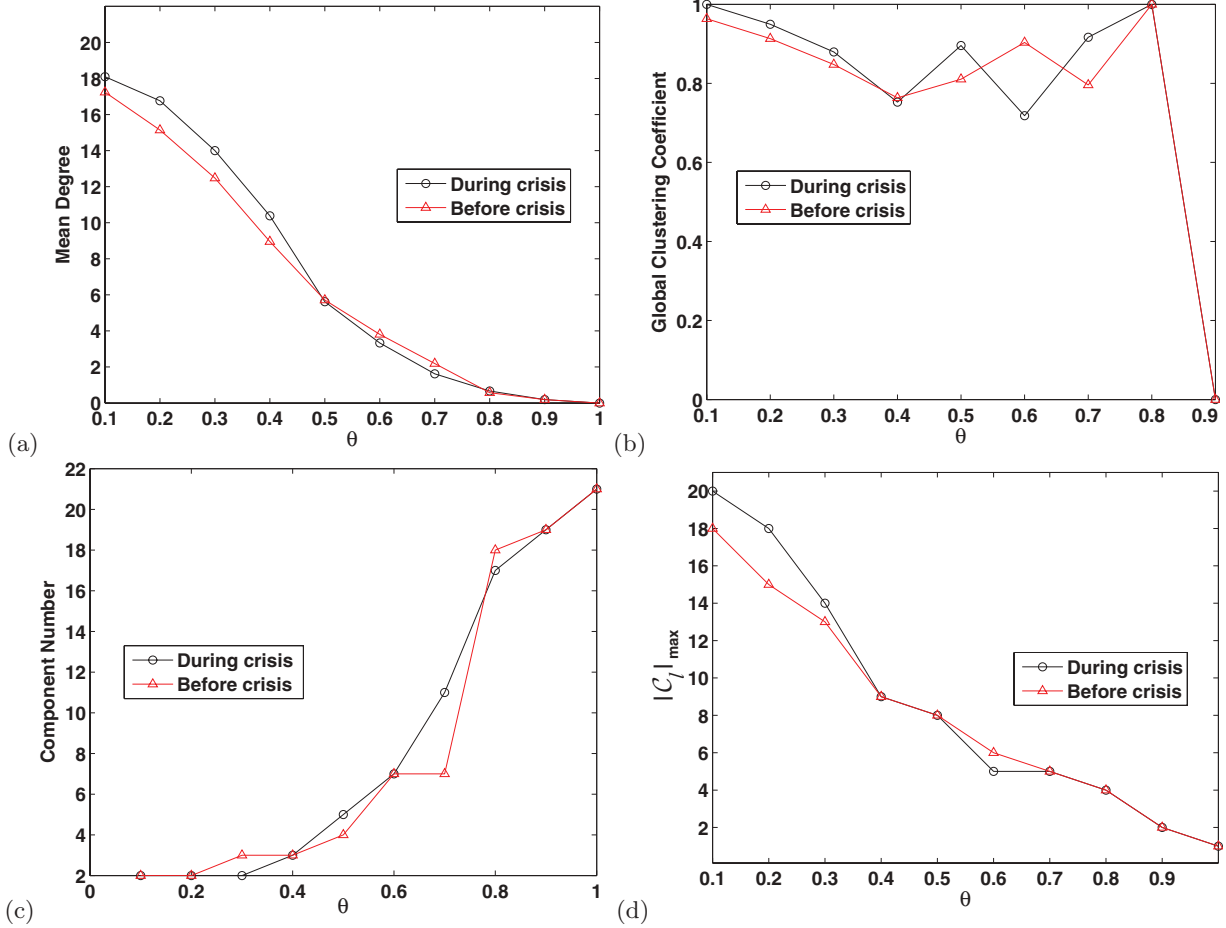 20
18
16
14
12
10
8
6
4
2
0
Mean Degree
During crisis
Before crisis
0.1 0.2 0.3 0.4 0.5 0.6 0.7 0.8 0.9 1
θ
(a)
1
0.8
0.6
0.4
0.2
0
Global Clustering Coefficient
During crisis
Before crisis
0.1 0.2 0.3 0.4 0.5 0.6 0.7 0.8 0.9
θ
(b)
22
20
18
16
14
12
10
8
6
4
2
Component Number
During crisis
Before crisis
0 0.2 0.4 0.6 0.8 1
θ
(c)
20
18
16
14
12
10
8
6
4
2
|C_l|_max
During crisis
Before crisis
0.1 0.2 0.3 0.4 0.5 0.6 0.7 0.8 0.9
θ
(d)